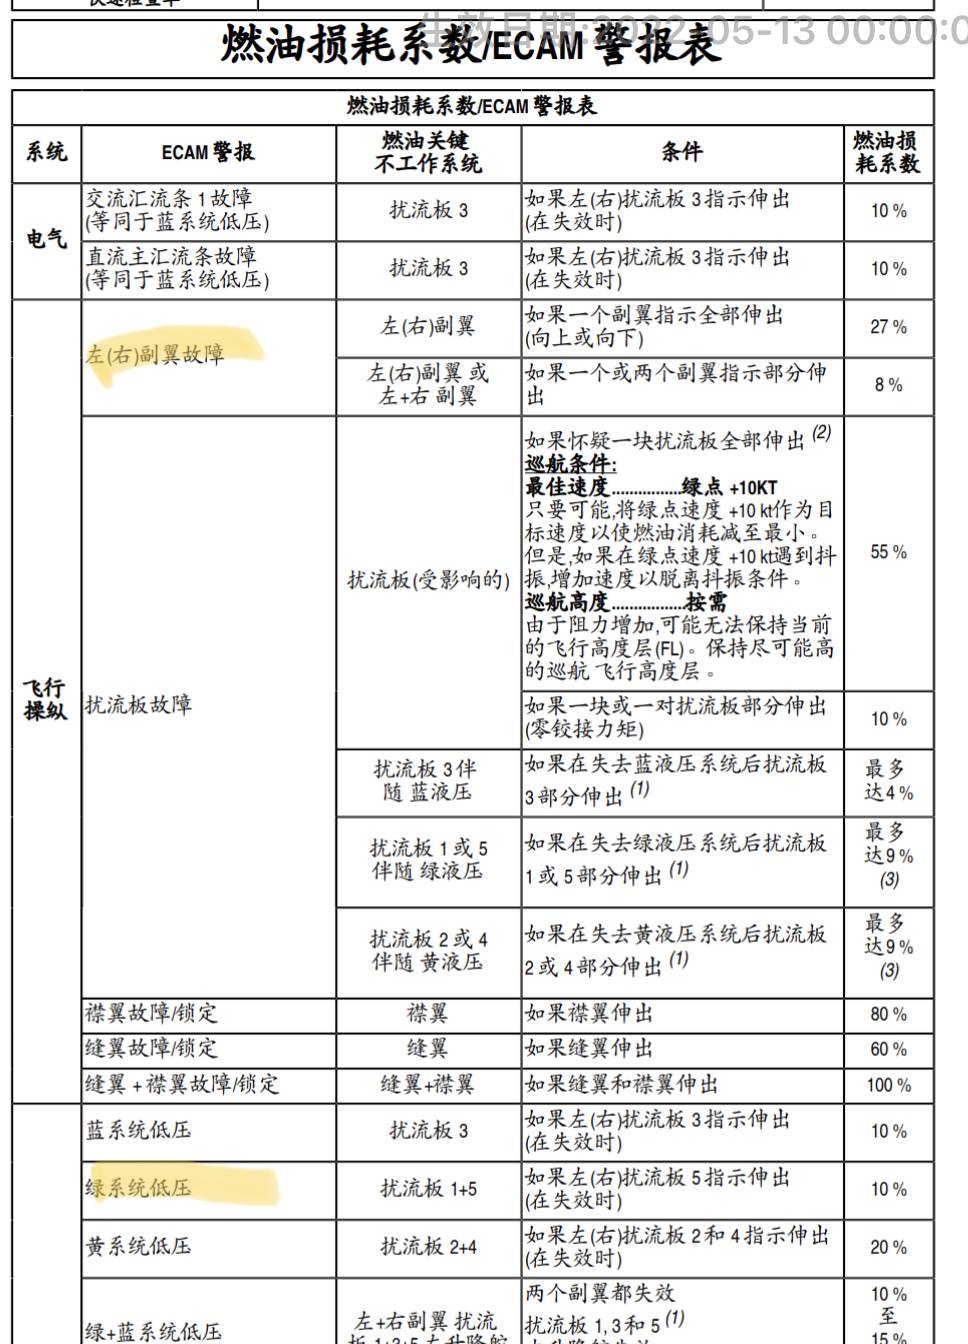 快速检查单
生效日期:2022-05-13 00:00:0
燃油损耗系数/ECAM 警报表
燃油损耗系数/ECAM 警报表
系统
ECAM 警报
燃油关键
不工作系统
条件
燃油损
耗系数
电气
交流汇流条 1 故障
(等同于蓝系统低压)
扰流板 3
如果左(右)扰流板 3 指示伸出
(在失效时)
10 %
直流主汇流条故障
(等同于蓝系统低压)
扰流板 3
如果左(右)扰流板 3 指示伸出
(在失效时)
10 %
飞行
操纵
左(右)副翼故障
左(右)副翼
如果一个副翼指示全部伸出
(向上或向下)
27 %
左(右)副翼 或
左+右 副翼
如果一个或两个副翼指示部分伸
出
8 %
扰流板故障
扰流板(受影响的)
如果怀疑一块扰流板全部伸出 (2)
巡航条件:
最佳速度................绿点 +10KT
只要可能,将绿点速度 +10 kt作为目
标速度以使燃油消耗减至最小。
但是,如果在绿点速度 +10 kt遇到抖
振,增加速度以脱离抖振条件。
巡航高度.................按需
由于阻力增加,可能无法保持当前
的飞行高度层(FL)。保持尽可能高
的巡航 飞行高度层。
55 %
如果一块或一对扰流板部分伸出
(零铰接力矩)
10 %
扰流板 3 伴
随 蓝液压
如果在失去蓝液压系统后扰流板
3 部分伸出 (1)
最多
达4 %
扰流板 1 或 5
伴随 绿液压
如果在失去绿液压系统后扰流板
1 或 5 部分伸出 (1)
最多
达9 %
(3)
扰流板 2 或 4
伴随 黄液压
如果在失去黄液压系统后扰流板
2 或 4 部分伸出 (1)
最多
达9 %
(3)
襟翼故障/锁定
襟翼
如果襟翼伸出
80 %
缝翼故障/锁定
缝翼
如果缝翼伸出
60 %
缝翼 + 襟翼故障/锁定
缝翼+襟翼
如果缝翼和襟翼伸出
100 %
蓝系统低压
扰流板 3
如果左(右)扰流板 3 指示伸出
(在失效时)
10 %
绿系统低压
扰流板 1+5
如果左(右)扰流板 5 指示伸出
(在失效时)
10 %
黄系统低压
扰流板 2+4
如果左(右)扰流板 2 和 4 指示伸出
(在失效时)
20 %
绿+蓝系统低压
左+右副翼 扰流
板 1+3+5 左升降舵
两个副翼都失效
扰流板 1, 3 和 5 (1)
10 %
至
15 %